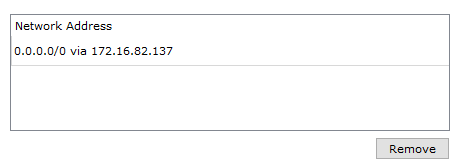 Network Address
0.0.0.0/0 via 172.16.82.137
Remove